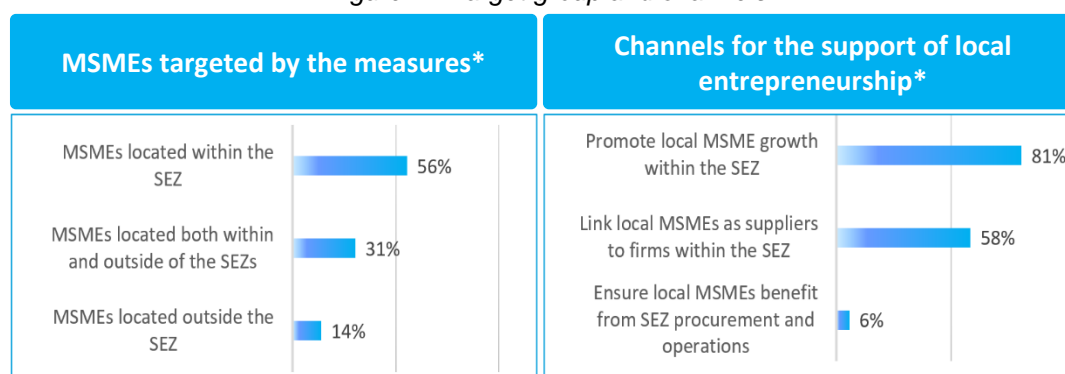 MSMEs targeted by the measures*
MSMEs located within the
SEZ
56%
MSMEs located both within
and outside of the SEZs
31%
MSMEs located outside the
SEZ
14%
Channels for the support of local
entrepreneurship*
Promote local MSME growth
within the SEZ
81%
Link local MSMEs as suppliers
to firms within the SEZ
58%
Ensure local MSMEs benefit
from SEZ procurement and
operations
6%